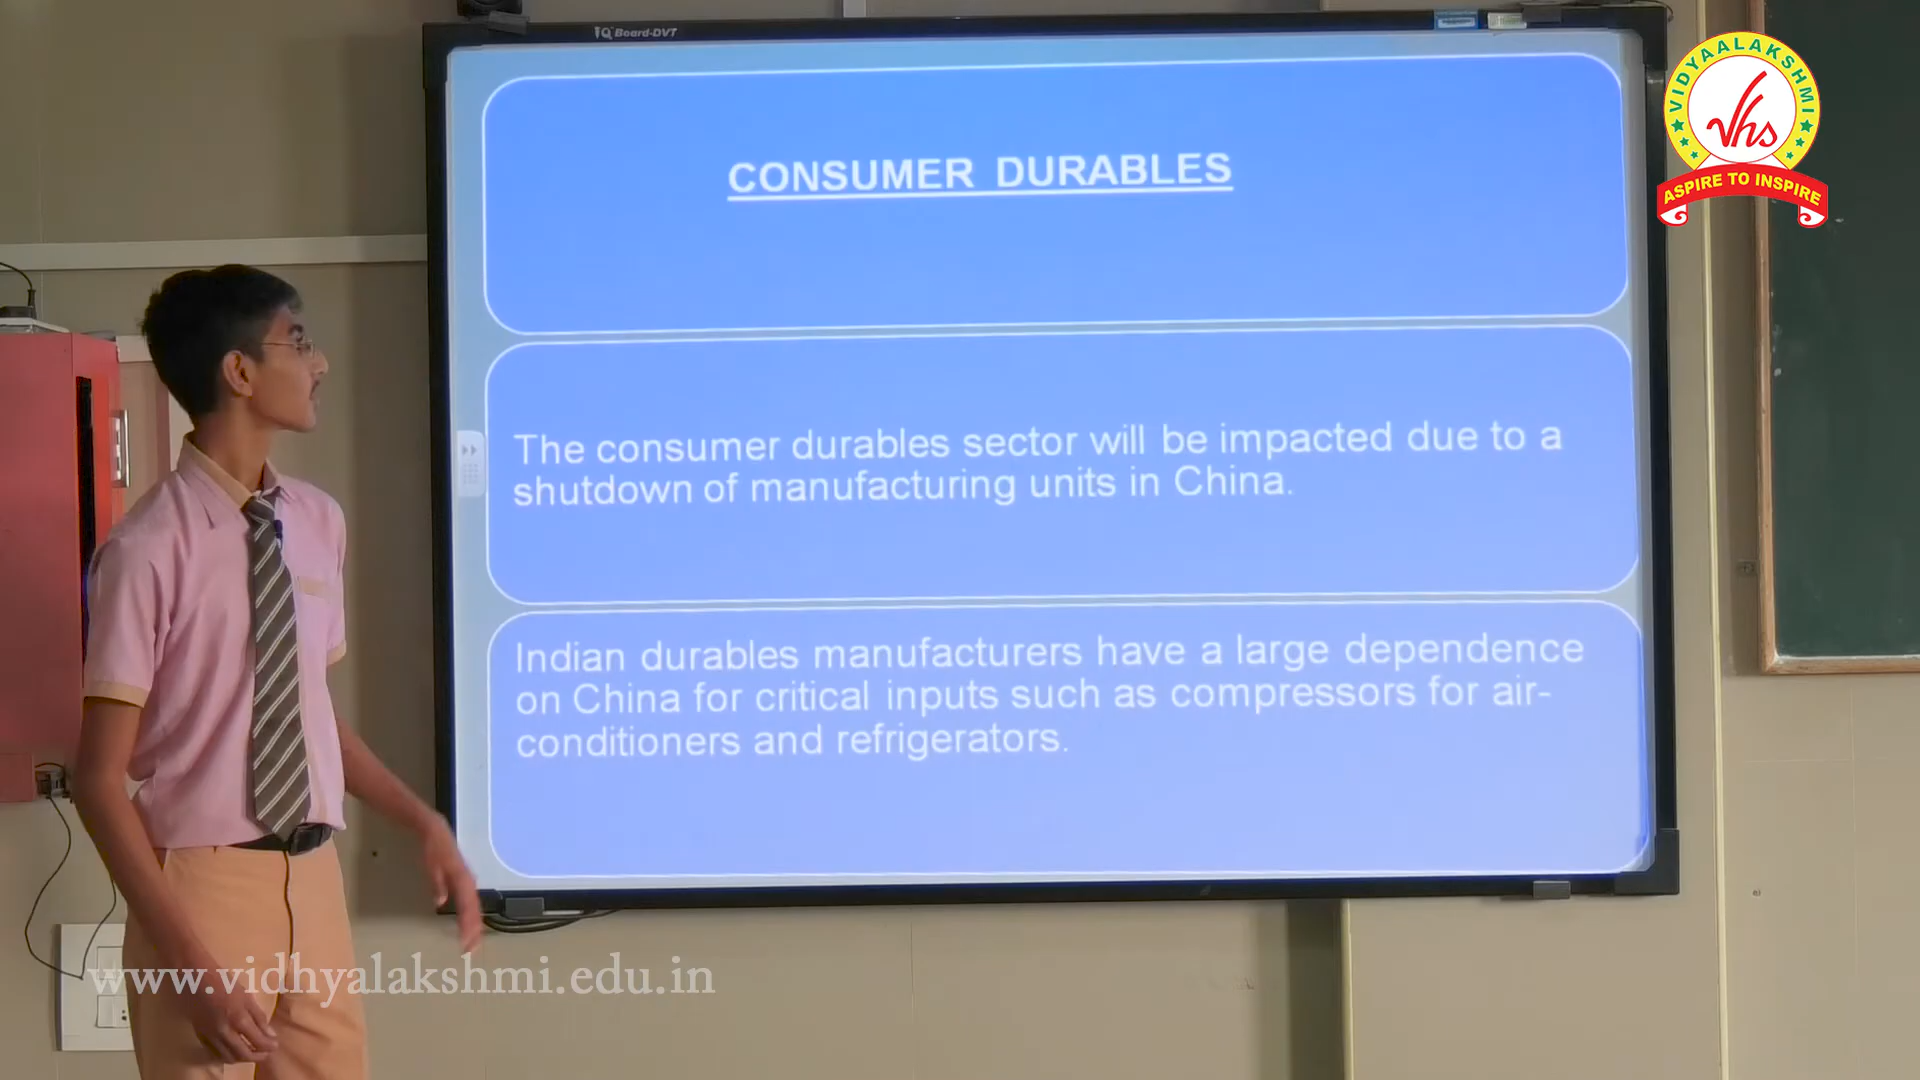 IQ Board-DVT
VIDYAALAKSHMI
vhs
ASPIRE TO INSPIRE
CONSUMER DURABLES
The consumer durables sector will be impacted due to a
shutdown of manufacturing units in China.
Indian durables manufacturers have a large dependence
on China for critical inputs such as compressors for air-
conditioners and refrigerators.
www.vidhyalakshmi.edu.in